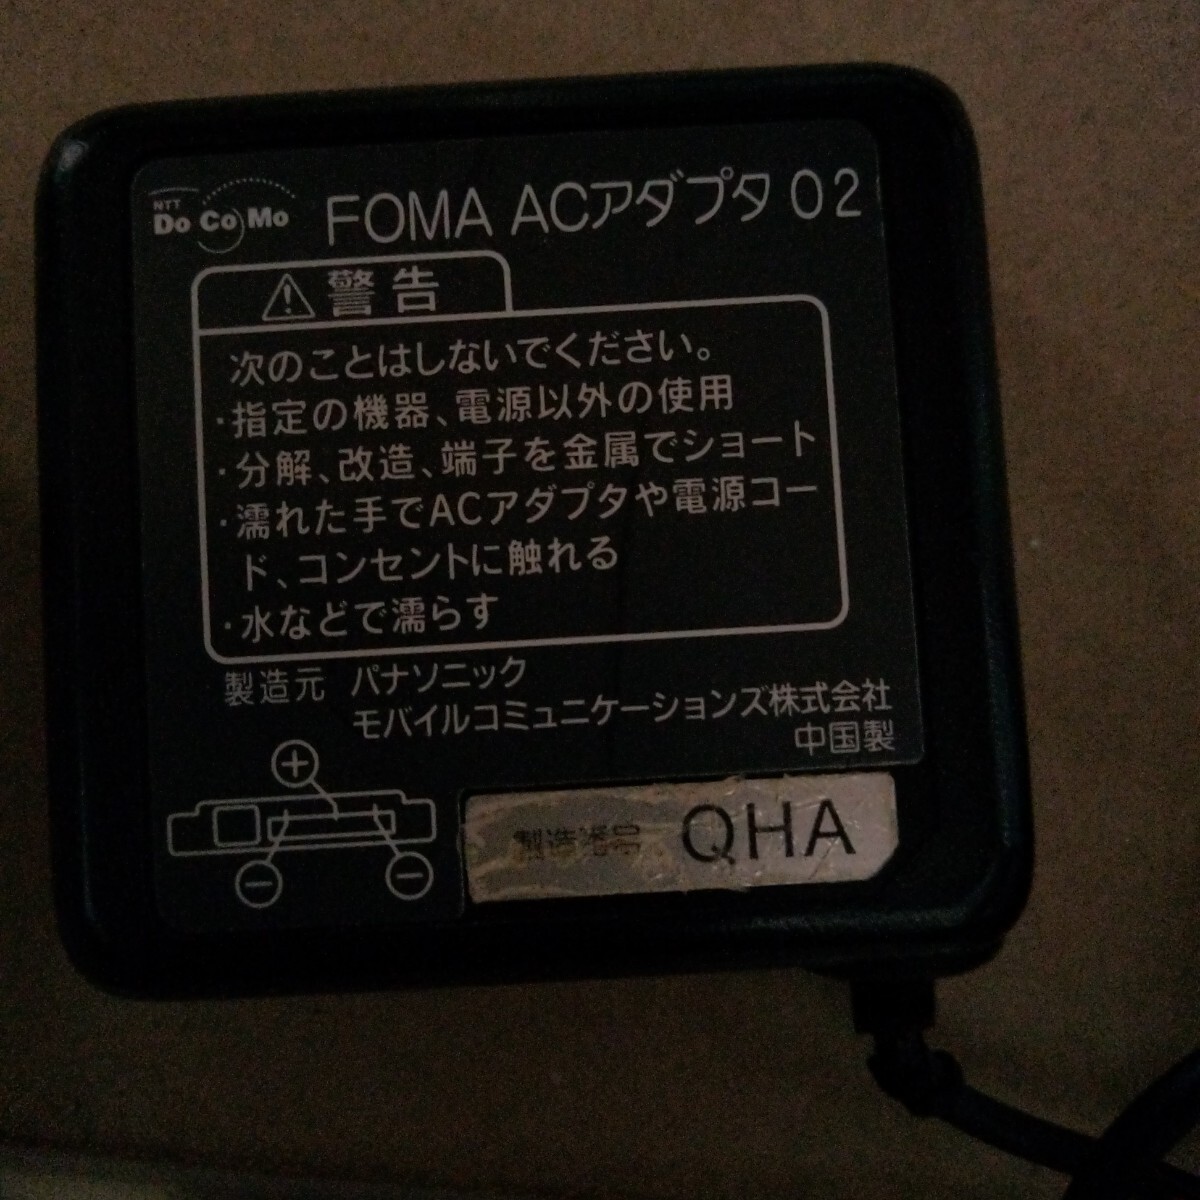 NTT
DoCoMo FOMA ACアダプタ 02
警告
次のことはしないでください。
・指定の機器、電源以外の使用
・分解、改造、端子を金属でショート
・濡れた手でACアダプタや電源コー
ド、コンセントに触れる
・水などで濡らす
製造元 パナソニック
モバイルコミュニケーションズ株式会社
中国製
製造番号 QHA